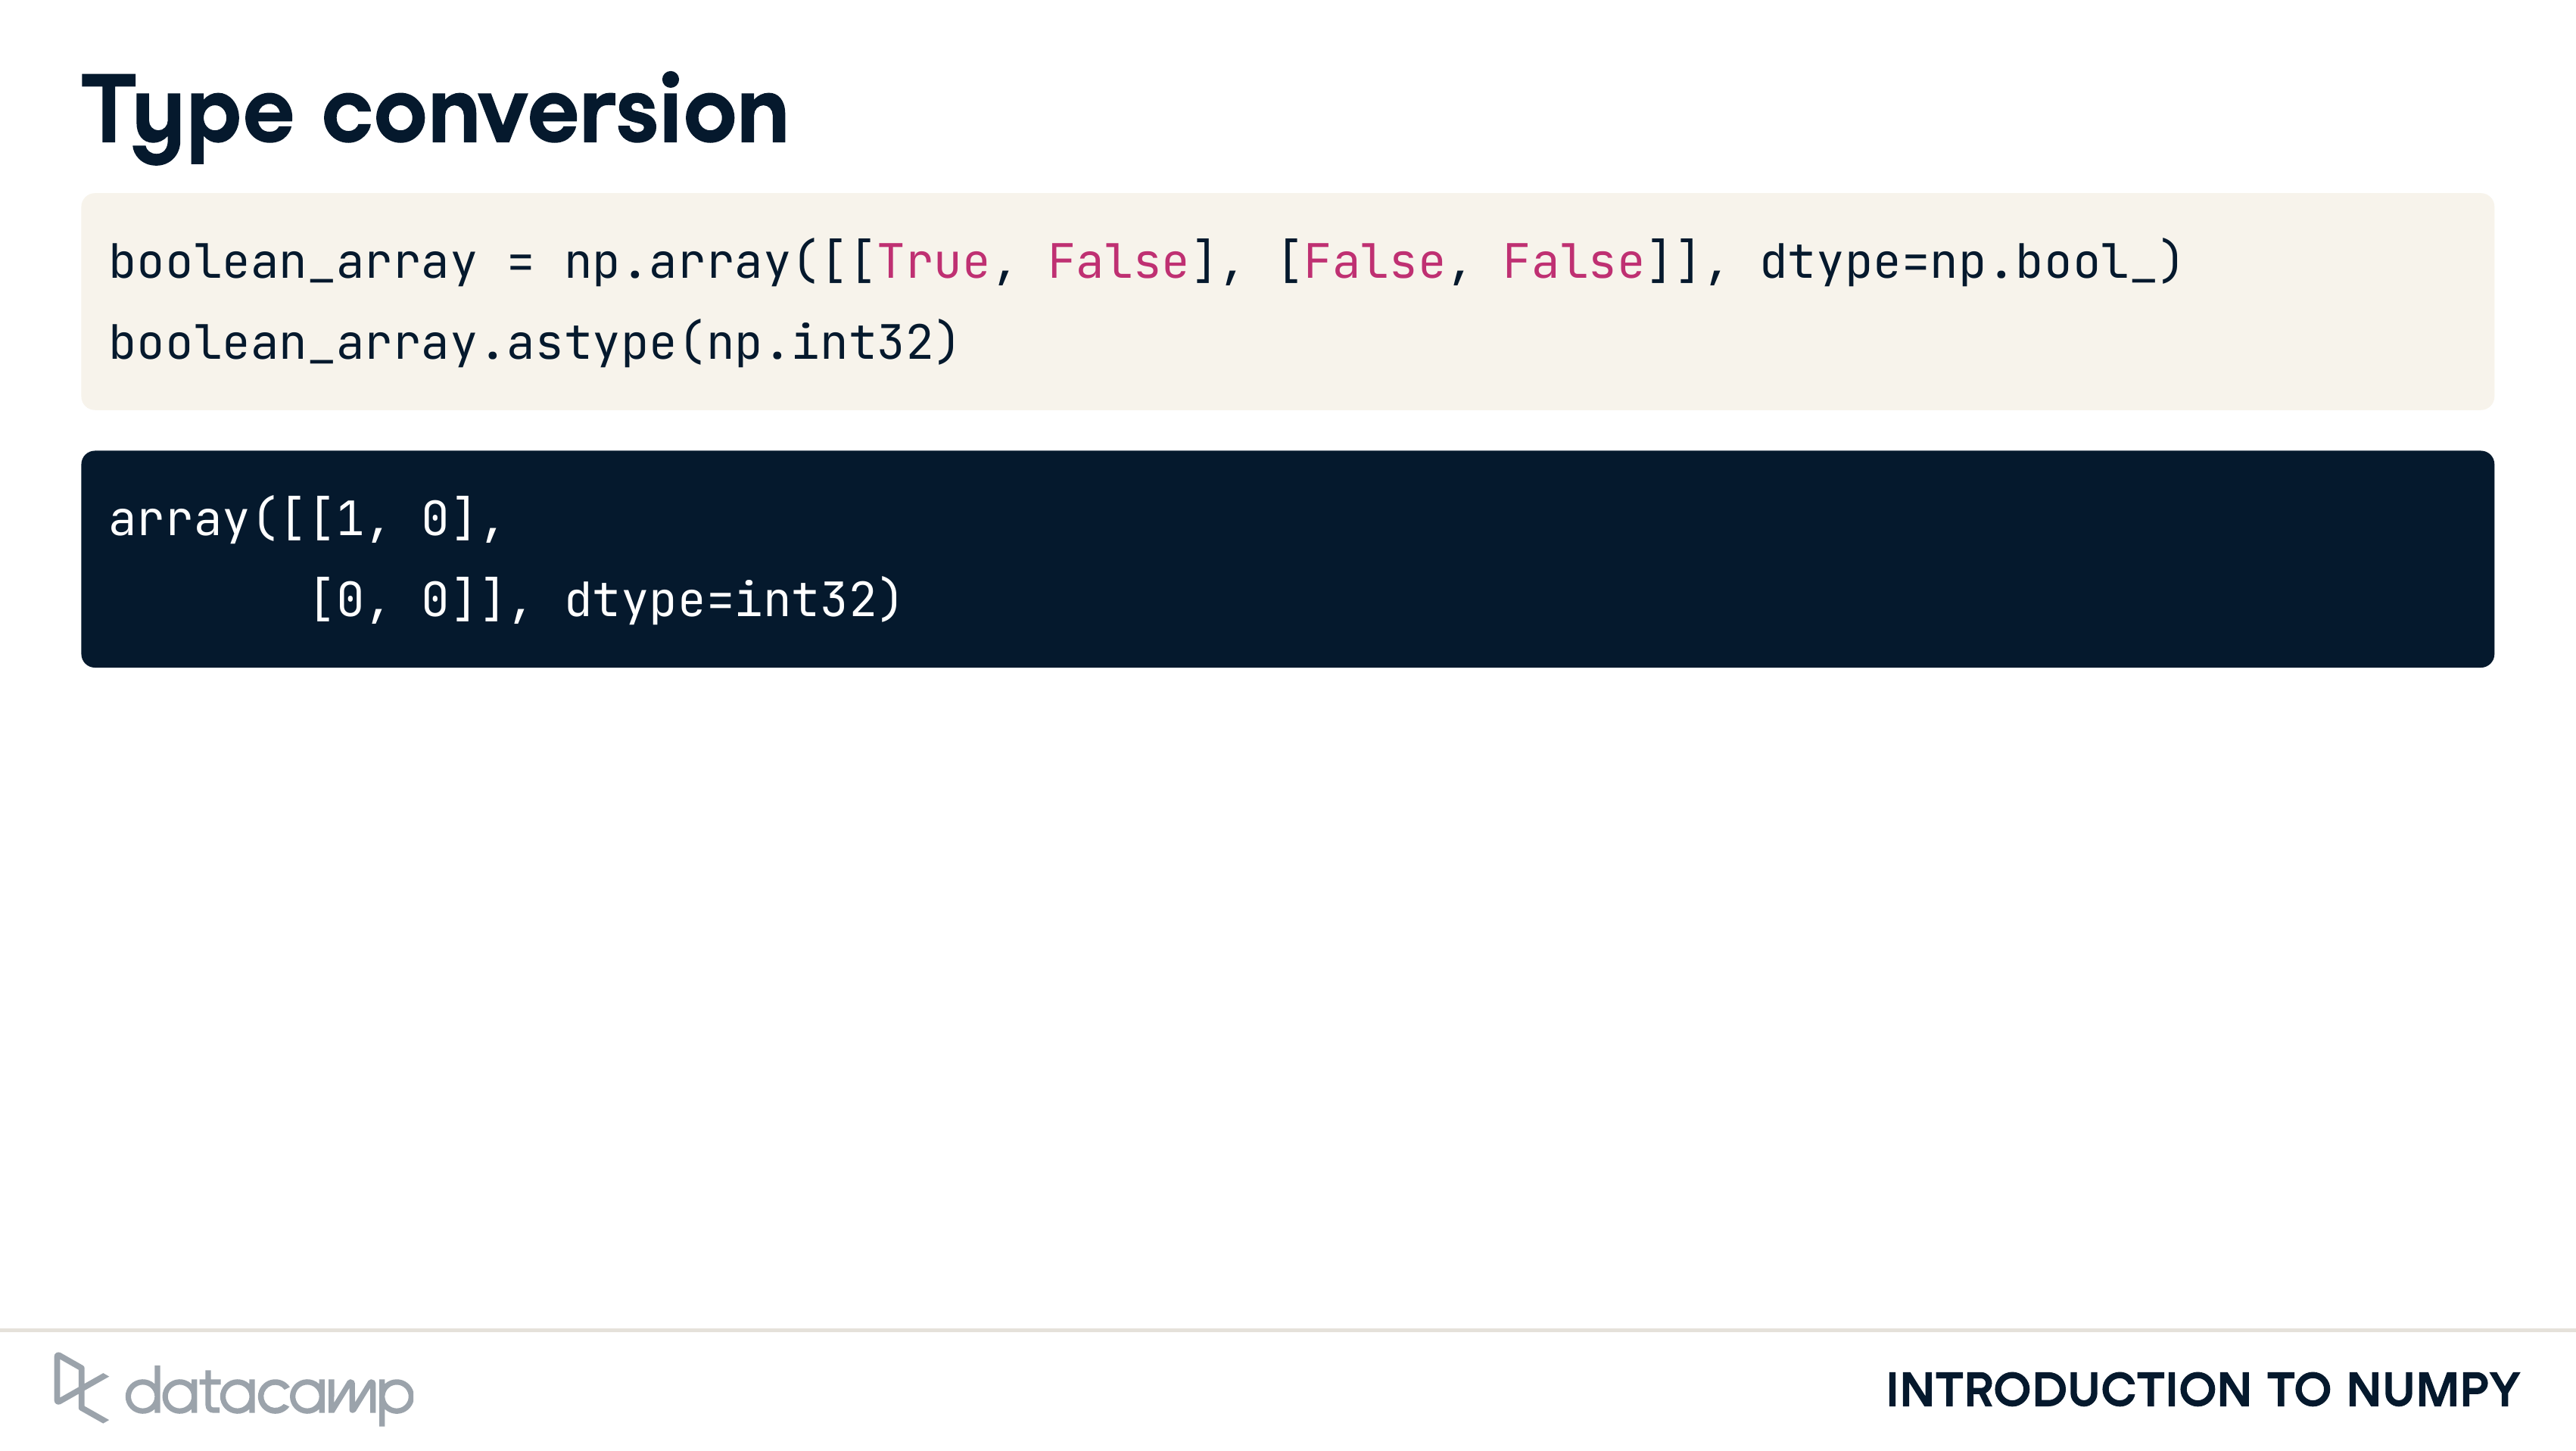 Type conversion
boolean_array = np.array([[True, False], [False, False]], dtype=np.bool_)
boolean_array.astype(np.int32)
array([[1, 0],
       [0, 0]], dtype=int32)
datacamp
INTRODUCTION TO NUMPY